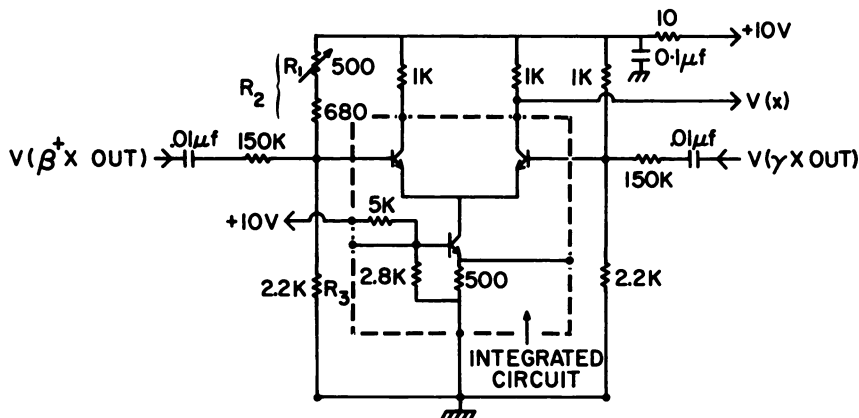 10
+10V
R1 500
1K
1K
1K
0.1μf
R2
680
V(x)
.01μf
150K
V(β+X OUT)
.01μf
150K
V(γX OUT)
5K
+10V
2.8K
500
2.2K R3
2.2K
INTEGRATED
CIRCUIT